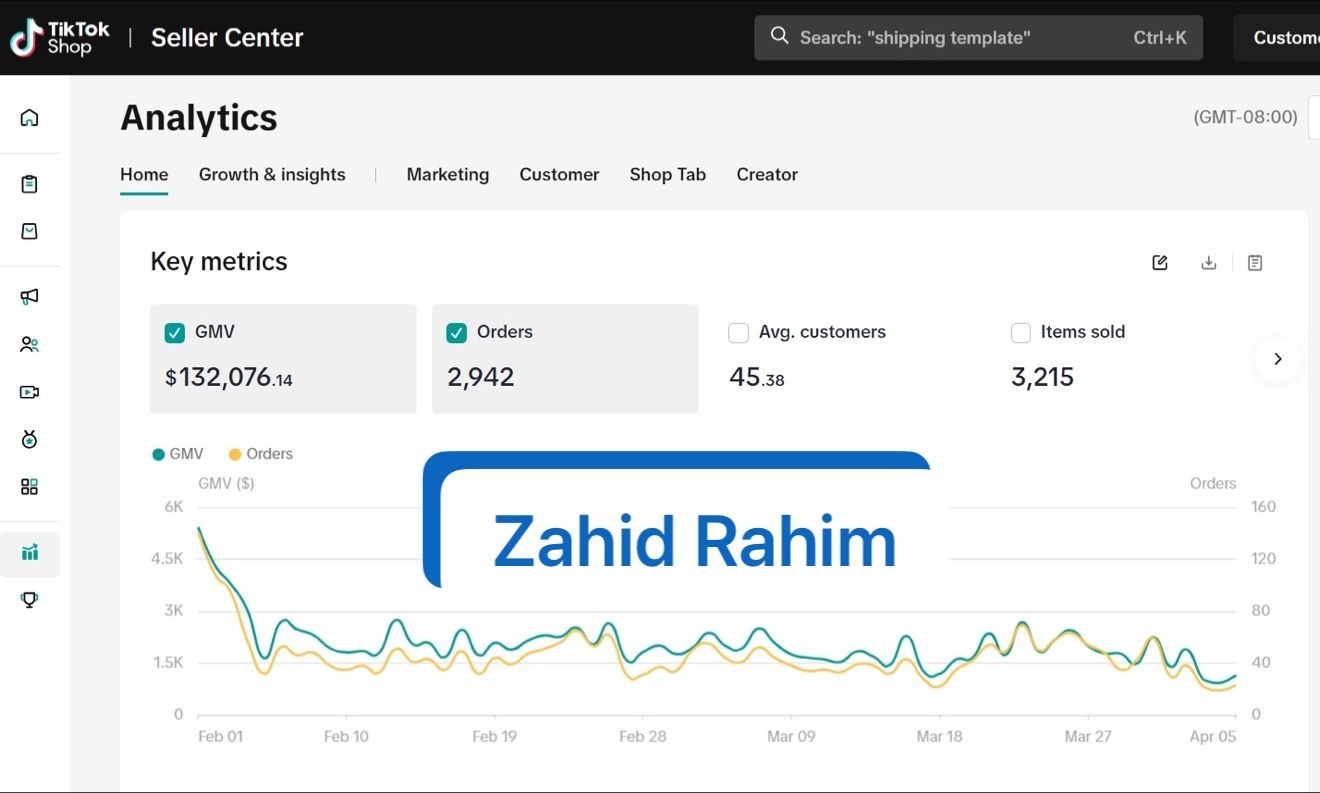 TikTok
Shop
Seller Center
Search: "shipping template"
Ctrl+K
Analytics
(GMT-08:00)
Home
Growth & insights
Marketing
Customer
Shop Tab
Creator
Key metrics
GMV
$132,076.14
Orders
2,942
Avg. customers
45.38
Items sold
3,215
GMV
Orders
GMV ($)
Orders
6K
4.5K
3K
1.5K
0
160
120
80
40
0
Zahid Rahim
Feb 01
Feb 10
Feb 19
Feb 28
Mar 09
Mar 18
Mar 27
Apr 05